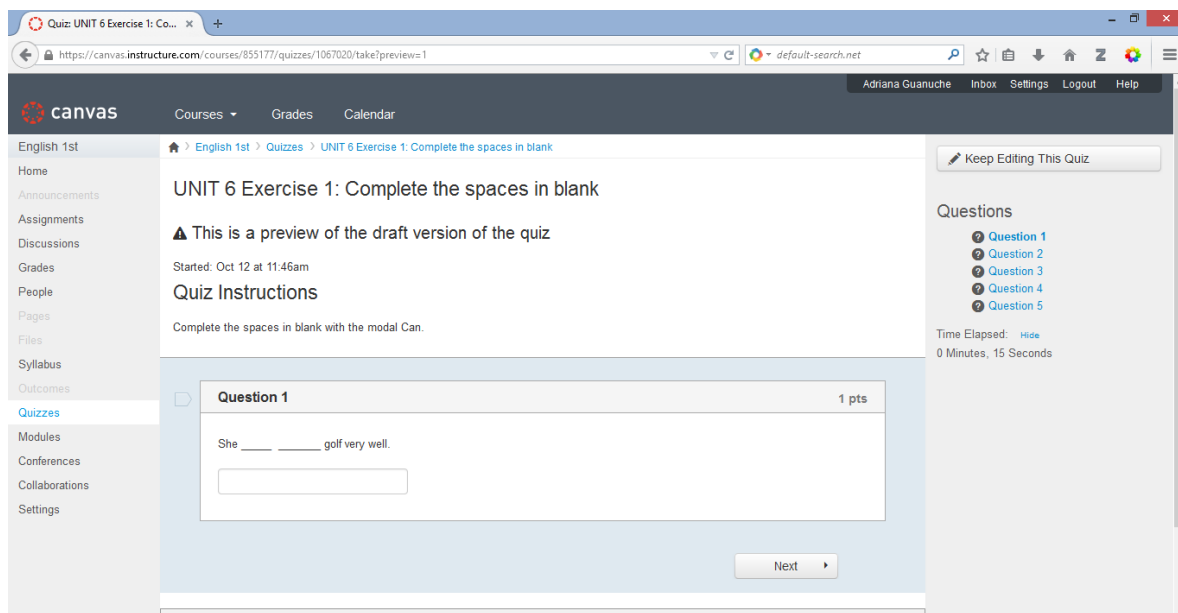 Quiz: UNIT 6 Exercise 1: Co... × +
https://canvas.instructure.com/courses/855177/quizzes/1067020/take?preview=1
default-search.net
Adriana Guanuche Inbox Settings Logout Help
canvas Courses Grades Calendar
English 1st
Home
Announcements
Assignments
Discussions
Grades
People
Pages
Files
Syllabus
Outcomes
Quizzes
Modules
Conferences
Collaborations
Settings
English 1st > Quizzes > UNIT 6 Exercise 1: Complete the spaces in blank
UNIT 6 Exercise 1: Complete the spaces in blank
This is a preview of the draft version of the quiz
Started: Oct 12 at 11:46am
Quiz Instructions
Complete the spaces in blank with the modal Can.
Question 1 1 pts
She _____ _______ golf very well.
Next
Keep Editing This Quiz
Questions
Question 1
Question 2
Question 3
Question 4
Question 5
Time Elapsed: Hide
0 Minutes, 15 Seconds